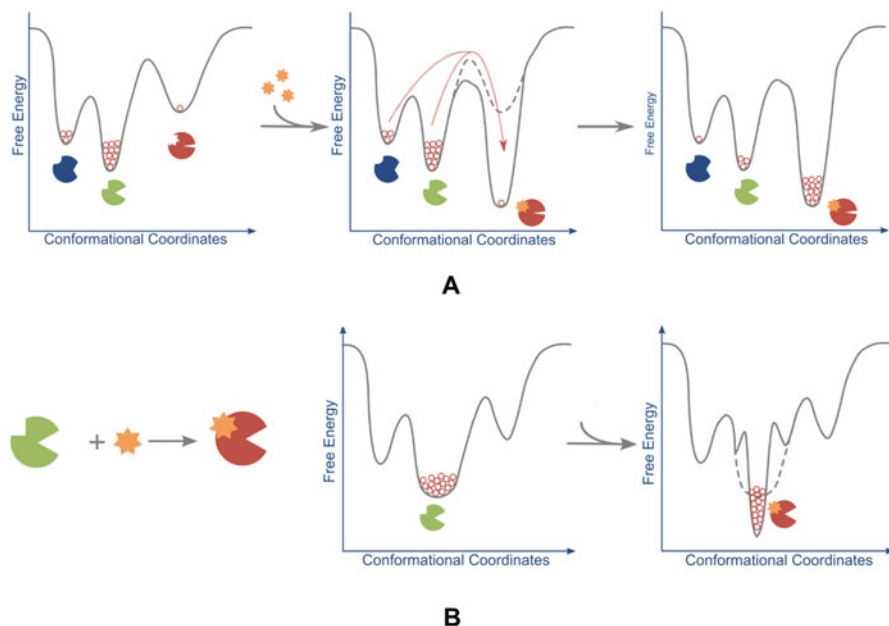 Free Energy
Conformational Coordinates
Free Energy
Conformational Coordinates
Free Energy
Conformational Coordinates
A
+
Free Energy
Conformational Coordinates
Free Energy
Conformational Coordinates
B